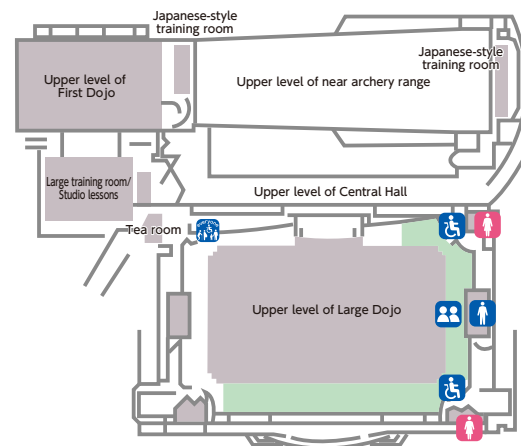 Japanese-style
training room
Upper level of
First Dojo
Upper level of near archery range
Japanese-style
training room
Large training room/
Studio lessons
Upper level of Central Hall
Tea room
everyone
Upper level of Large Dojo